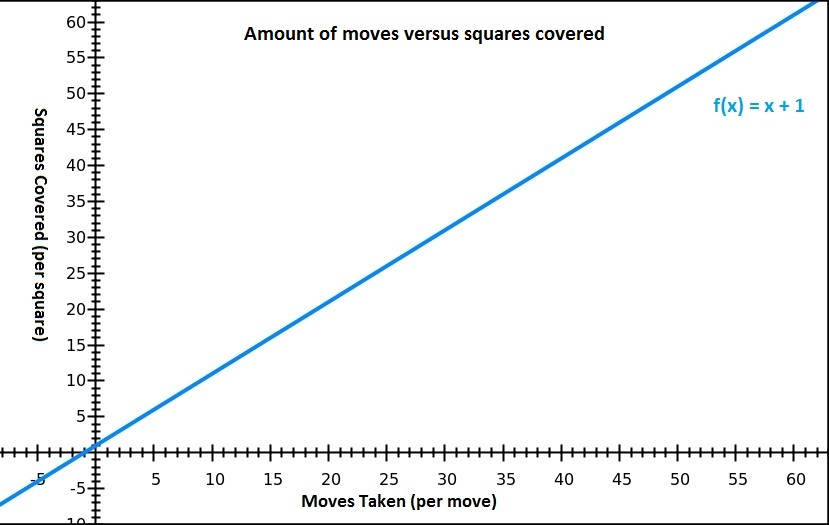 Amount of moves versus squares covered
f(x) = x + 1
Squares Covered (per square)
60
55
50
45
40
35
30
25
20
15
10
5
-5
10
-5 5 10 15 20 25 30 35 40 45 50 55 60
Moves Taken (per move)